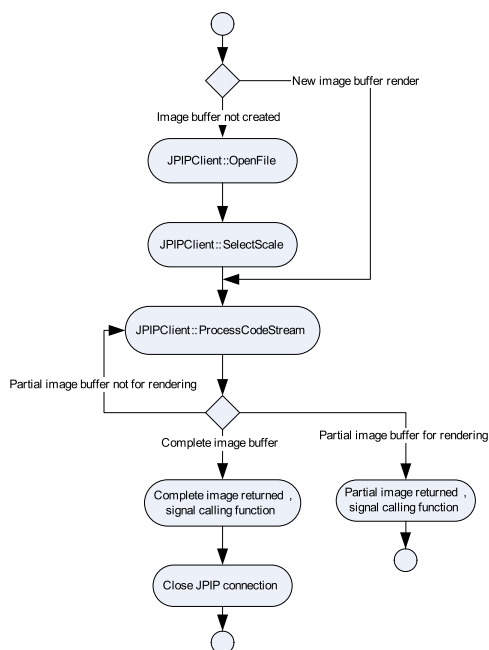 New image buffer render
Image buffer not created
JPIPClient::OpenFile
JPIPClient::SelectScale
JPIPClient::ProcessCodeStream
Partial image buffer not for rendering
Complete image buffer
Partial image buffer for rendering
Complete image returned ,
signal calling function
Partial image returned ,
signal calling function
Close JPIP connection